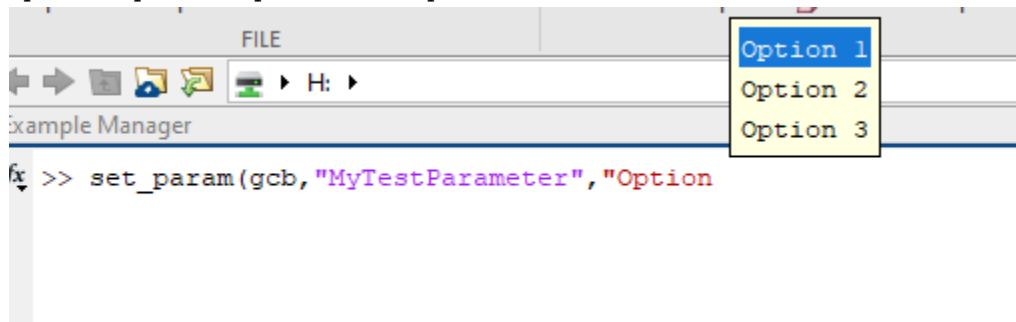 FILE
Option 1
H:
Option 2
Example Manager
Option 3
fx >> set_param(gcb,"MyTestParameter","Option